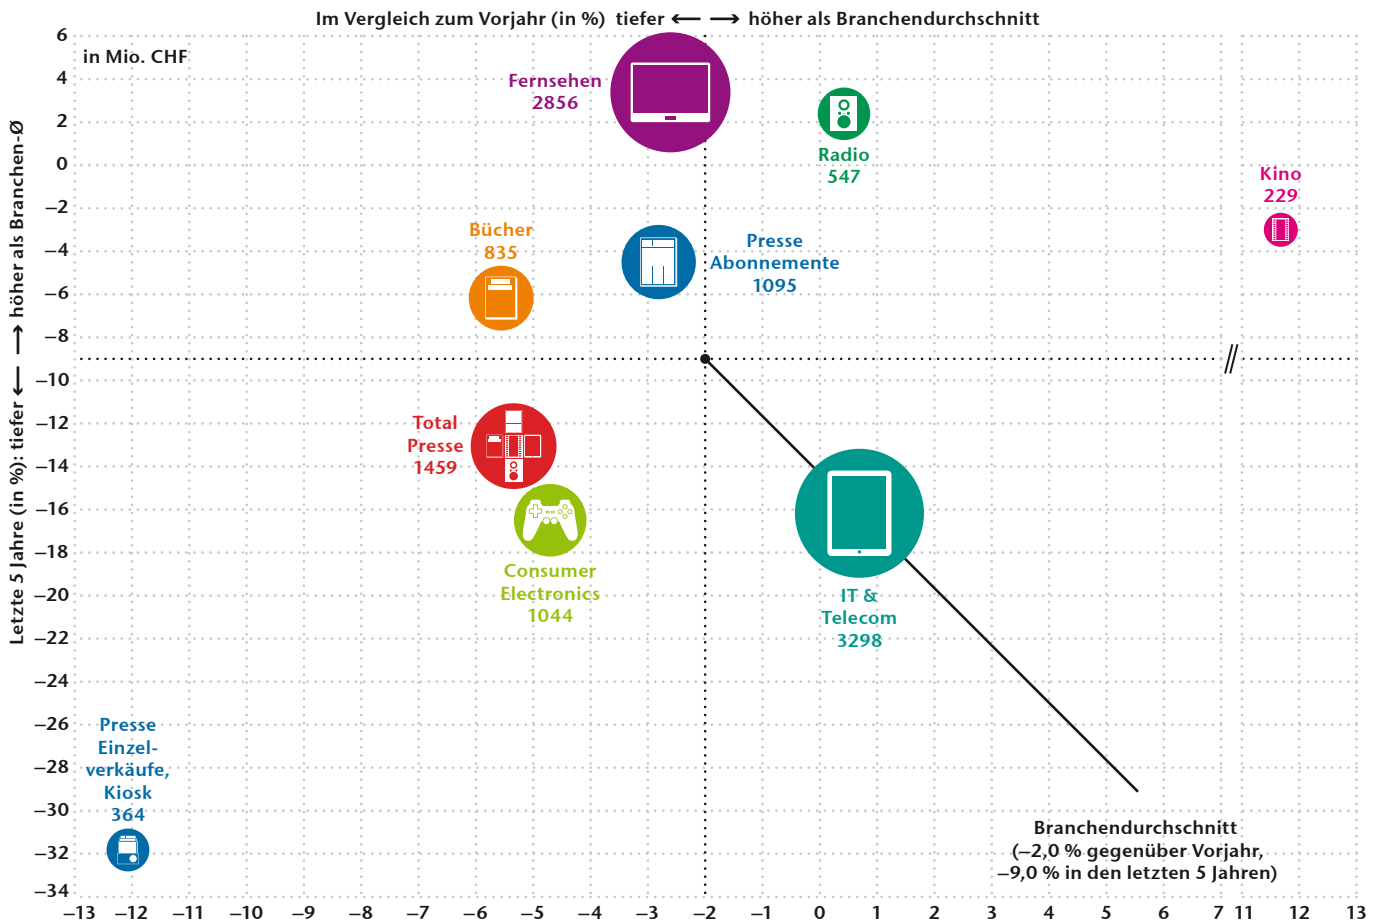 Im Vergleich zum Vorjahr (in %) tiefer ← → höher als Branchendurchschnitt
in Mio. CHF
Letzte 5 Jahre (in %): tiefer ← → höher als Branchen-Ø
6
4
2
0
–2
–4
–6
–8
–10
–12
–14
–16
–18
–20
–22
–24
–26
–28
–30
–32
–34
Fernsehen
2856
Radio
547
Kino
229
Bücher
835
Presse
Abonnemente
1095
Total
Presse
1459
Consumer
Electronics
1044
IT &
Telecom
3298
Presse
Einzel-
verkäufe,
Kiosk
364
Branchendurchschnitt
(–2,0 % gegenüber Vorjahr,
–9,0 % in den letzten 5 Jahren)
–13 –12 –11 –10 –9 –8 –7 –6 –5 –4 –3 –2 –1 0 1 2 3 4 5 6 7 11 12 13